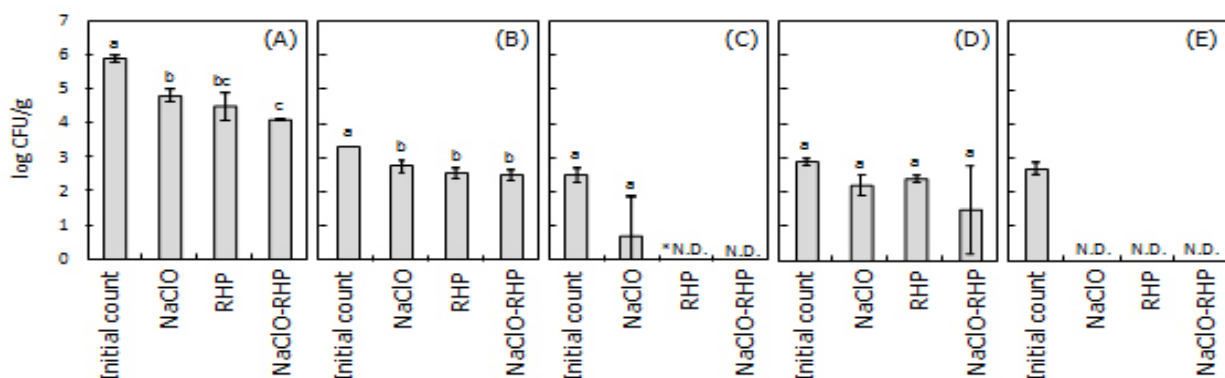 log CFU/g
7
6
5
4
3
2
1
0
(A)
a
b
bc
c
Initial count
NaClO
RHP
NaClO-RHP
(B)
a
b
b
b
Initial count
NaClO
RHP
NaClO-RHP
(C)
a
a
*N.D.
N.D.
Initial count
NaClO
RHP
NaClO-RHP
(D)
a
a
a
a
Initial count
NaClO
RHP
NaClO-RHP
(E)
N.D.
N.D.
N.D.
Initial count
NaClO
RHP
NaClO-RHP